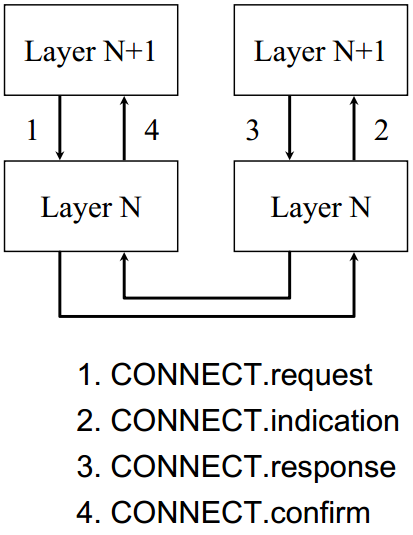 Layer N+1 Layer N+1
1 4 3 2
Layer N Layer N
1. CONNECT.request
2. CONNECT.indication
3. CONNECT.response
4. CONNECT.confirm